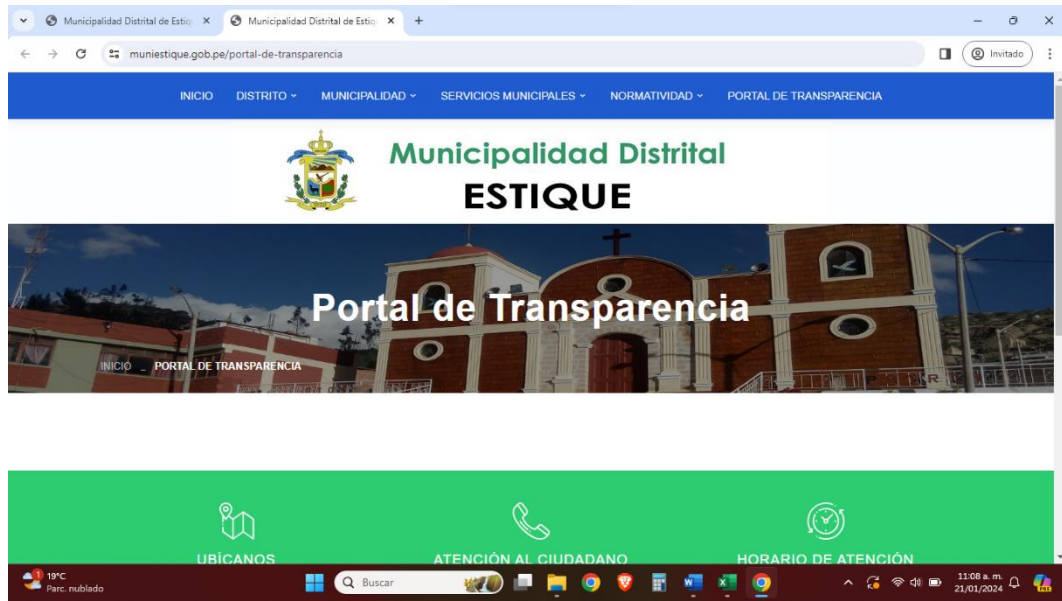 Municipalidad Distrital de Estiq
Municipalidad Distrital de Estiq
muniestique.gob.pe/portal-de-transparencia
Invitado
INICIO DISTRITO MUNICIPALIDAD SERVICIOS MUNICIPALES NORMATIVIDAD PORTAL DE TRANSPARENCIA
Municipalidad Distrital
ESTIQUE
Portal de Transparencia
INICIO _ PORTAL DE TRANSPARENCIA
UBÍCANOS ATENCIÓN AL CIUDADANO HORARIO DE ATENCIÓN
1
19°C
Parc. nublado
Buscar
11:08 a. m.
21/01/2024